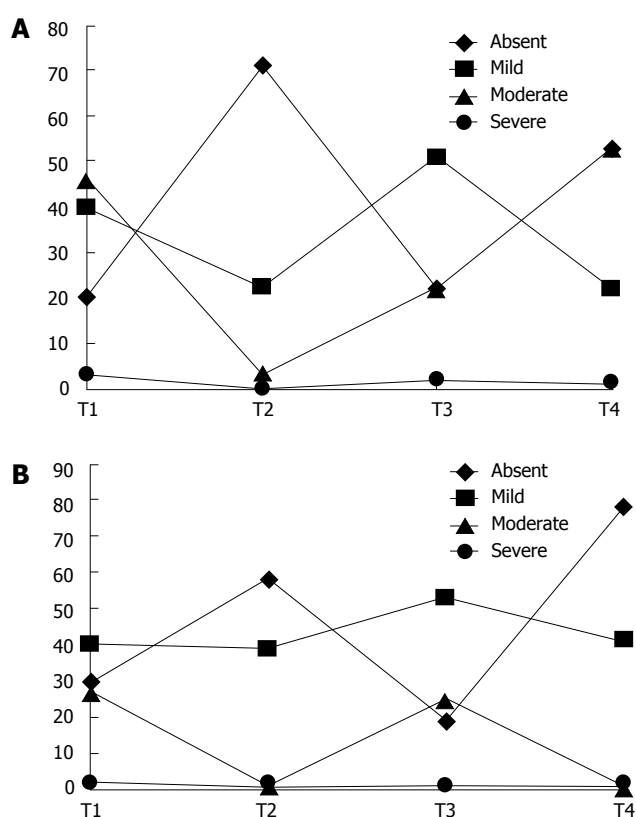 A
80
70
60
50
40
30
20
10
0
Absent
Mild
Moderate
Severe
T1 T2 T3 T4
B
90
80
70
60
50
40
30
20
10
0
Absent
Mild
Moderate
Severe
T1 T2 T3 T4